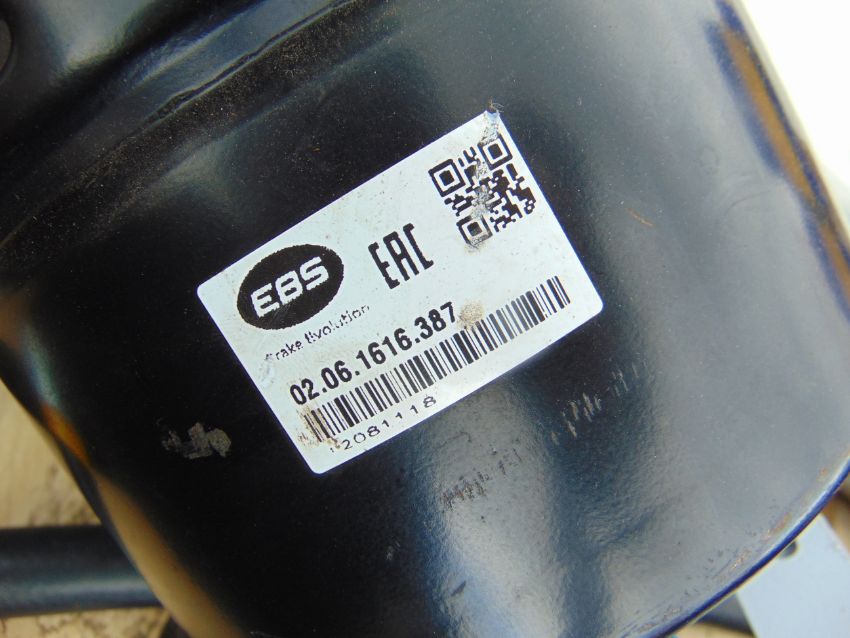 EBS
EAC
Brake Evolution
02.06.1616.387
12081118